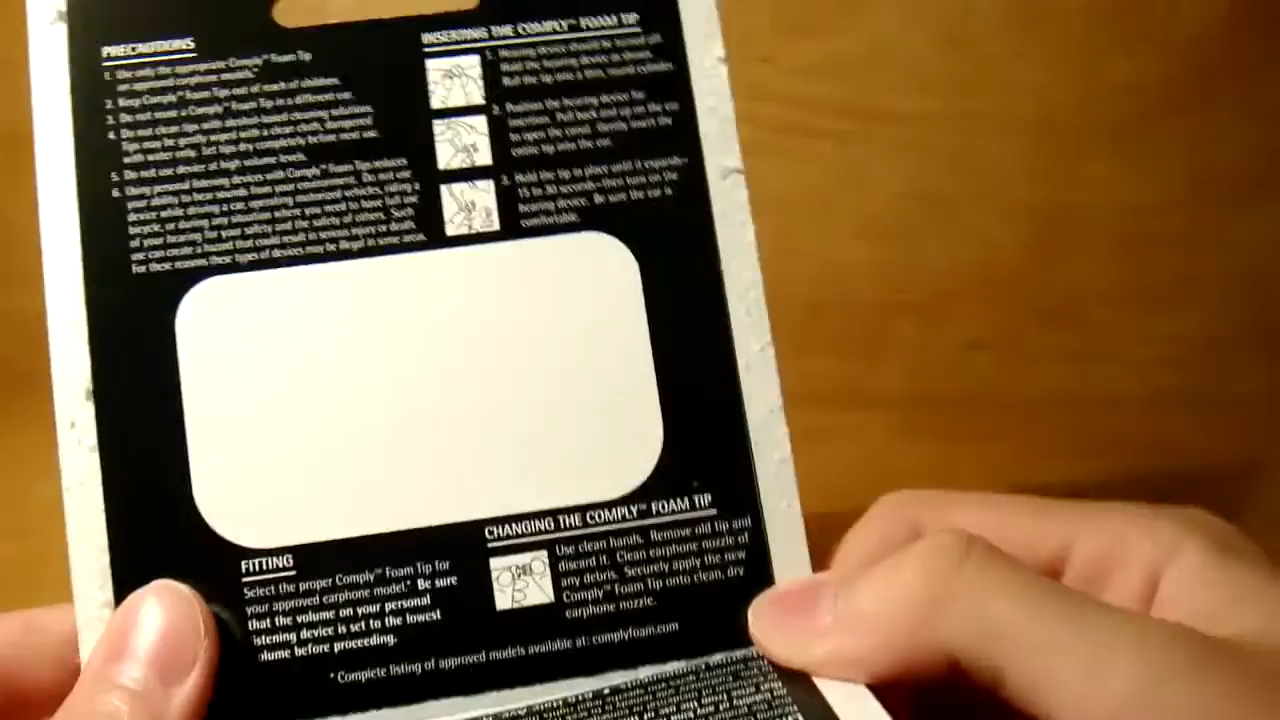 PRECAUTIONS
1. Use only the appropriate Comply™ Foam Tip
on approved earphone models.*
2. Keep Comply™ Foam Tips out of reach of children.
3. Do not reuse a Comply™ Foam Tip in a different ear.
4. Do not clean tips with alcohol-based cleaning solutions.
Tips may be gently wiped with a clean cloth, dampened
with water only. Let tips dry completely before next use.
5. Do not use device at high volume levels.
6. Using personal listening devices with Comply™ Foam Tips reduces
your ability to hear sounds from your environment. Do not use
device while driving a car, operating motorized vehicles, riding a
bicycle, or during any situation where you need to have full use
of your hearing for your safety and the safety of others. Such
use can create a hazard that could result in serious injury or death.
For these reasons these types of devices may be illegal in some areas.
INSERTING THE COMPLY™ FOAM TIP
1. Hearing device should be turned off.
Hold the hearing device as shown.
Roll the tip into a thin, round cylinder.
2. Position the hearing device for
insertion. Pull back and up on the ear
to open the canal. Gently insert the
entire tip into the ear.
3. Hold the tip in place until it expands–
15 to 30 seconds–then turn on the
hearing device. Be sure the ear is
comfortable.
FITTING
Select the proper Comply™ Foam Tip for
your approved earphone model.* Be sure
that the volume on your personal
istening device is set to the lowest
lume before proceeding.
CHANGING THE COMPLY™ FOAM TIP
Use clean hands. Remove old tip and
discard it. Clean earphone nozzle of
any debris. Securely apply the new
Comply™ Foam Tip onto clean, dry
earphone nozzle.
* Complete listing of approved models available at: complyfoam.com